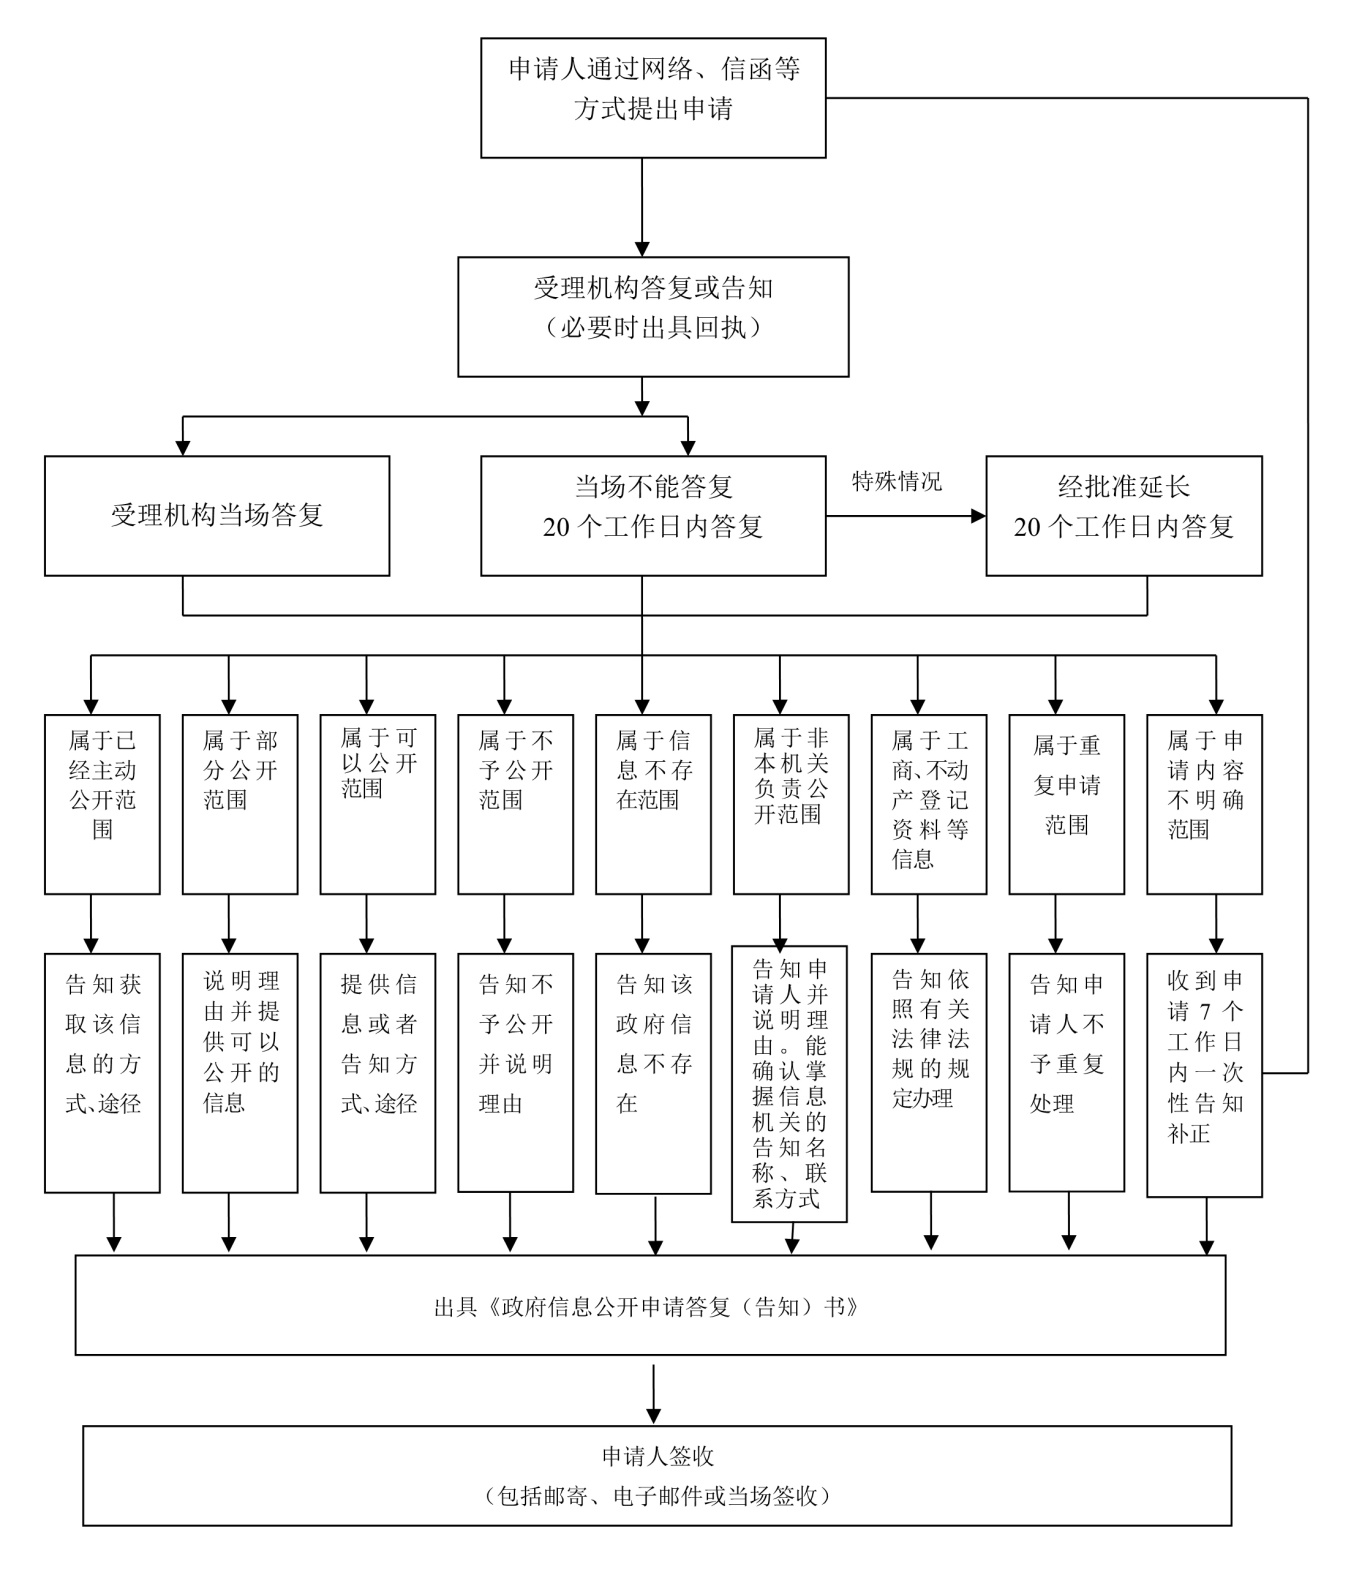 申请人通过网络、信函等
方式提出申请
受理机构答复或告知
（必要时出具回执）
受理机构当场答复
当场不能答复
20 个工作日内答复
特殊情况
经批准延长
20 个工作日内答复
属于已
经主动
公开范
围
属于部
分公开
范围
属于可
以公开
范围
属于不
予公开
范围
属于信
息不存
在范围
属于非
本机关
负责公
开范围
属于工
商、不动
产登记
资料等
信息
属于重
复申请
范围
属于申
请内容
不明确
范围
告知获
取该信
息的方
式、途径
说明理
由并提
供可以
公开的
信息
提供信
息或者
告知方
式、途径
告知不
予公开
并说明
理由
告知该
政府信
息不存
在
告知申
请人并
说明理
由。能
确认掌
握信息
机关的
告知名
称、联
系方式
告知依
照有关
法律法
规的规
定办理
告知申
请人不
予重复
处理
收到申
请 7 个
工作日
内一次
性告知
补正
出具《政府信息公开申请答复（告知）书》
申请人签收
（包括邮寄、电子邮件或当场签收）